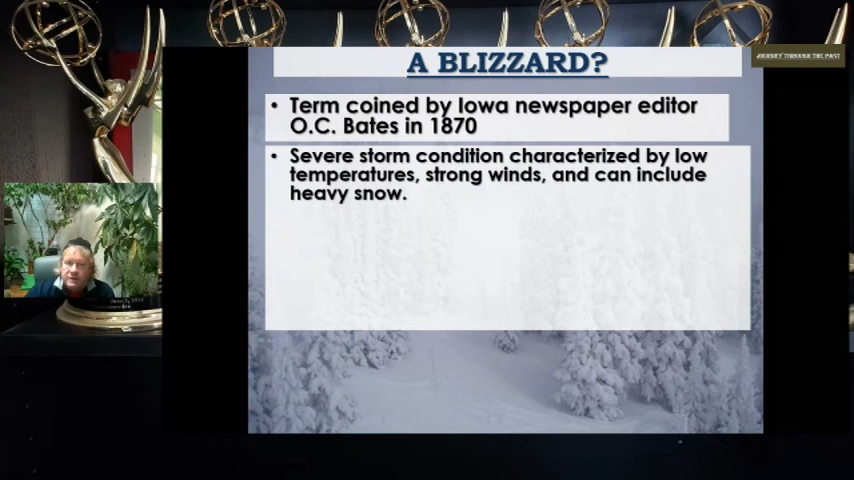 A BLIZZARD?
JOURNEY THROUGH THE PAST
• Term coined by Iowa newspaper editor
O.C. Bates in 1870
• Severe storm condition characterized by low
temperatures, strong winds, and can include
heavy snow.